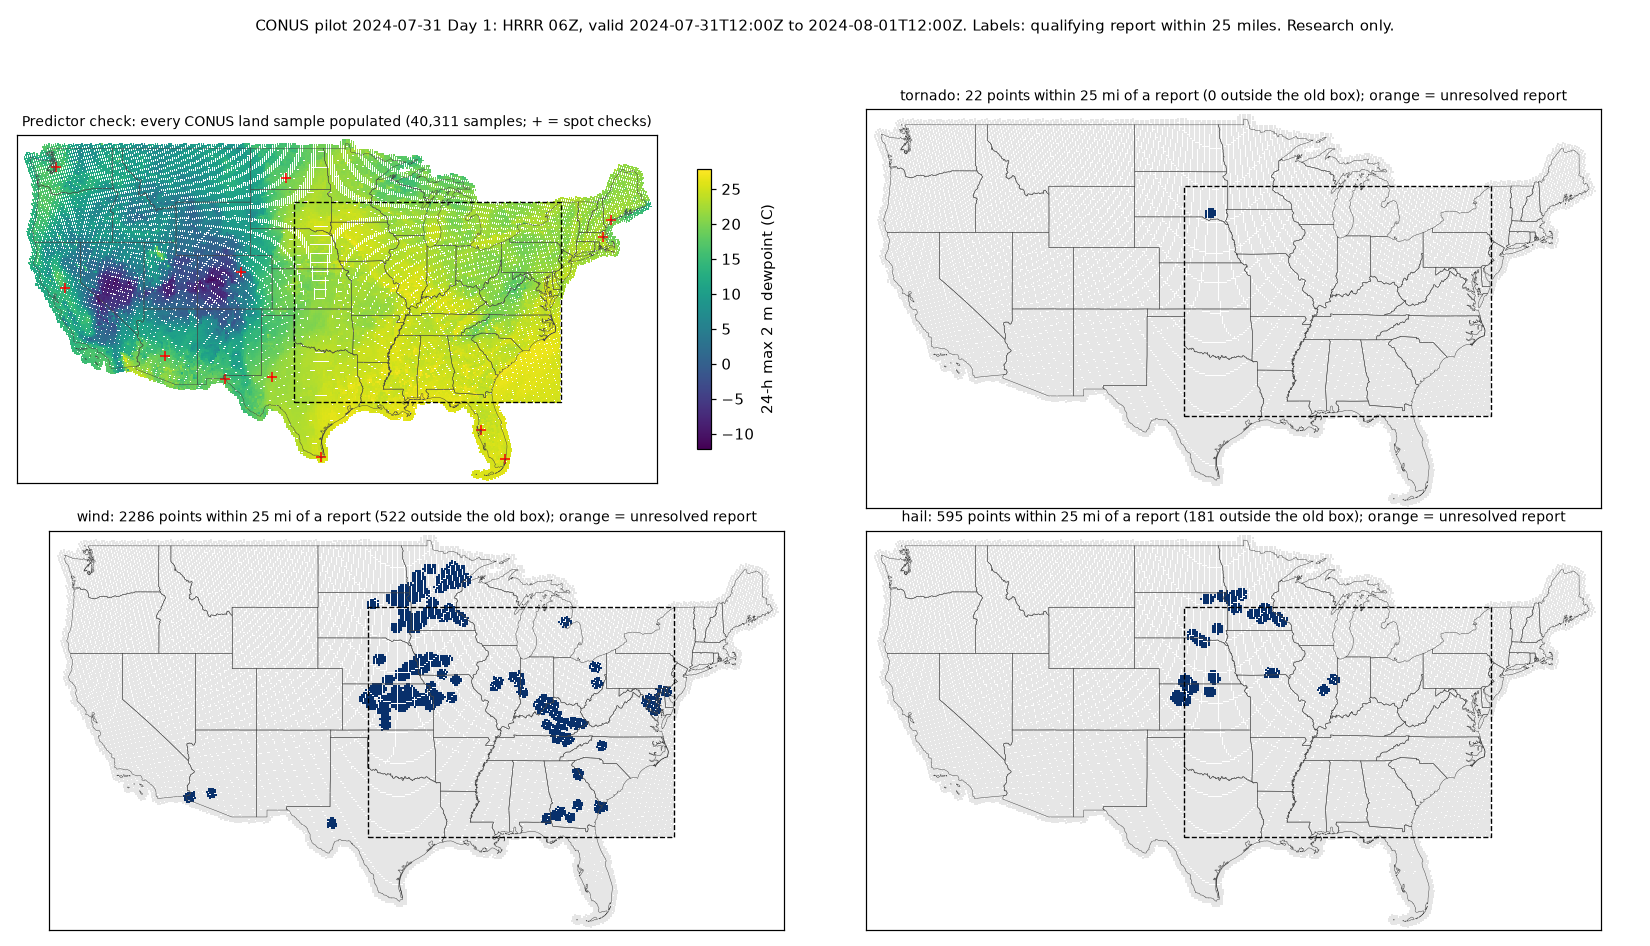 CONUS pilot 2024-07-31 Day 1: HRRR 06Z, valid 2024-07-31T12:00Z to 2024-08-01T12:00Z. Labels: qualifying report within 25 miles. Research only.
Predictor check: every CONUS land sample populated (40,311 samples; + = spot checks)
25
20
15
10
5
0
−5
−10
24-h max 2 m dewpoint (C)
tornado: 22 points within 25 mi of a report (0 outside the old box); orange = unresolved report
wind: 2286 points within 25 mi of a report (522 outside the old box); orange = unresolved report
hail: 595 points within 25 mi of a report (181 outside the old box); orange = unresolved report